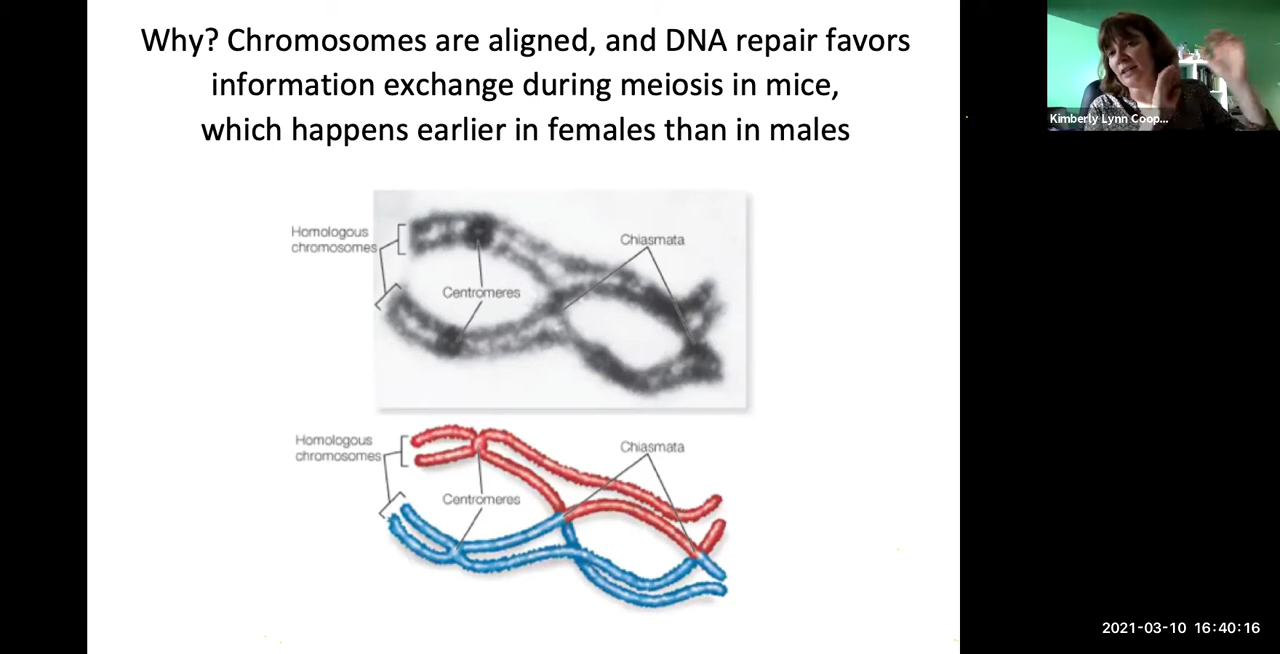 Why? Chromosomes are aligned, and DNA repair favors
information exchange during meiosis in mice,
which happens earlier in females than in males
Kimberly Lynn Coop...
Homologous
chromosomes
Chiasmata
Centromeres
Homologous
chromosomes
Chiasmata
Centromeres
2021-03-10 16:40:16